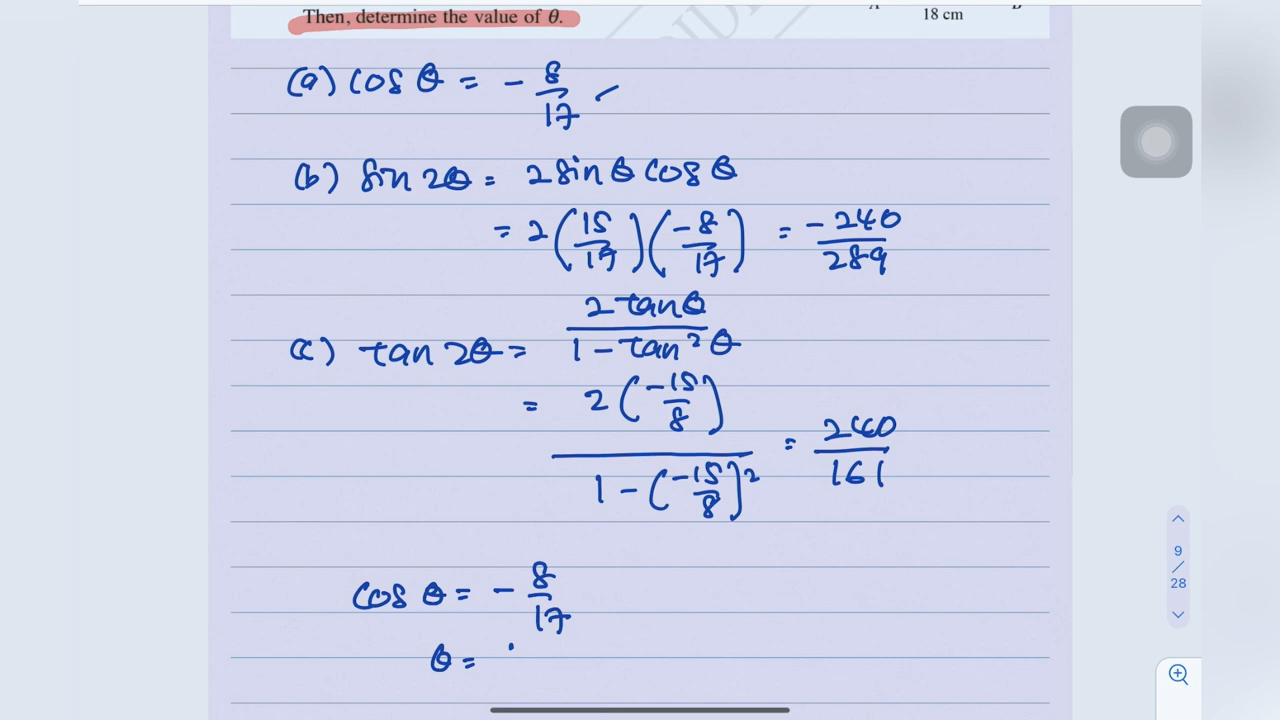 Then, determine the value of θ.
18 cm
(a) cos θ = - 8/17
(b) sin 2θ = 2 sin θ cos θ
= 2 (15/17) (-8/17) = -240/289
(c) tan 2θ = 2 tan θ / 1 - tan² θ
= 2 (-15/8) / 1 - (-15/8)² = 240/161
cos θ = - 8/17
θ =
9
/
28